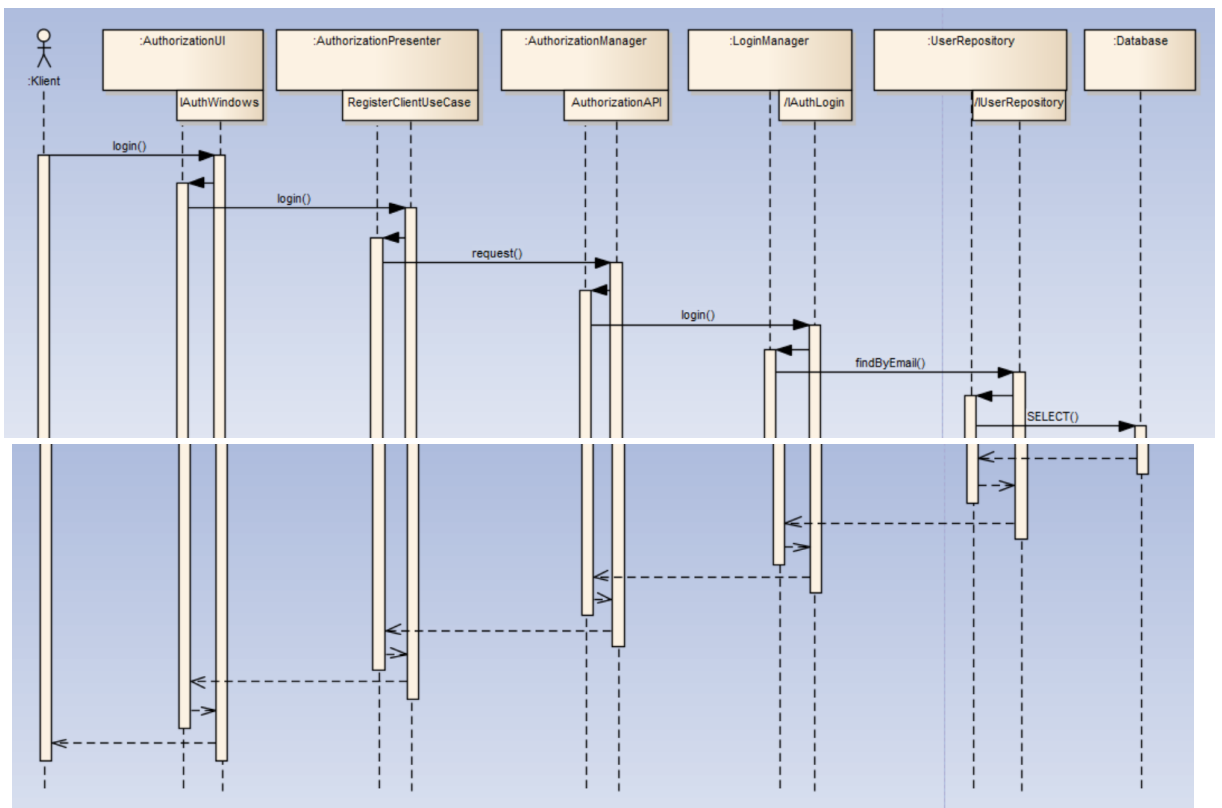 :AuthorizationUI
:AuthorizationPresenter
:AuthorizationManager
:LoginManager
:UserRepository
:Database
:Klient
IAuthWindows
RegisterClientUseCase
AuthorizationAPI
/IAuthLogin
/IUserRepository
login()
login()
request()
login()
findByEmail()
SELECT()